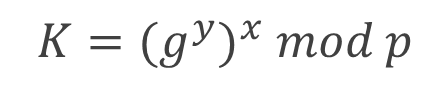 K = (g^y)^x mod p